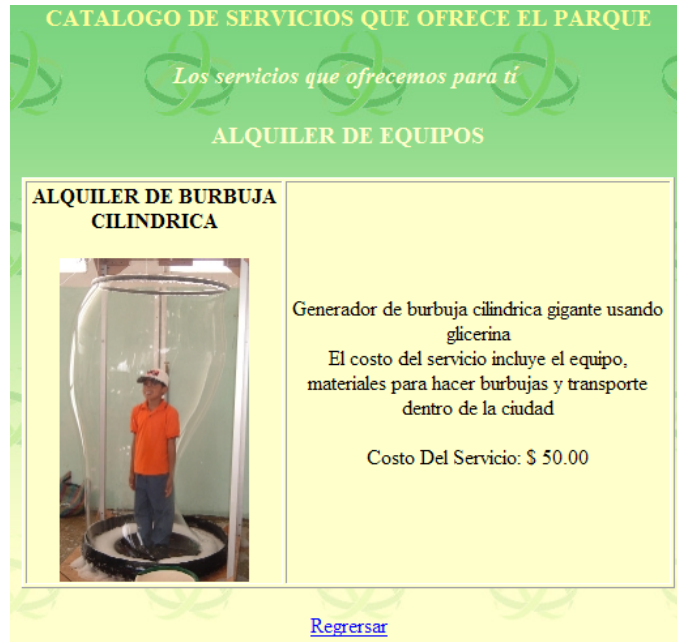 CATALOGO DE SERVICIOS QUE OFRECE EL PARQUE
Los servicios que ofrecemos para tí
ALQUILER DE EQUIPOS
ALQUILER DE BURBUJA
CILINDRICA
Generador de burbuja cilindrica gigante usando
glicerina
El costo del servicio incluye el equipo,
materiales para hacer burbujas y transporte
dentro de la ciudad
Costo Del Servicio: $ 50.00
Regrersar